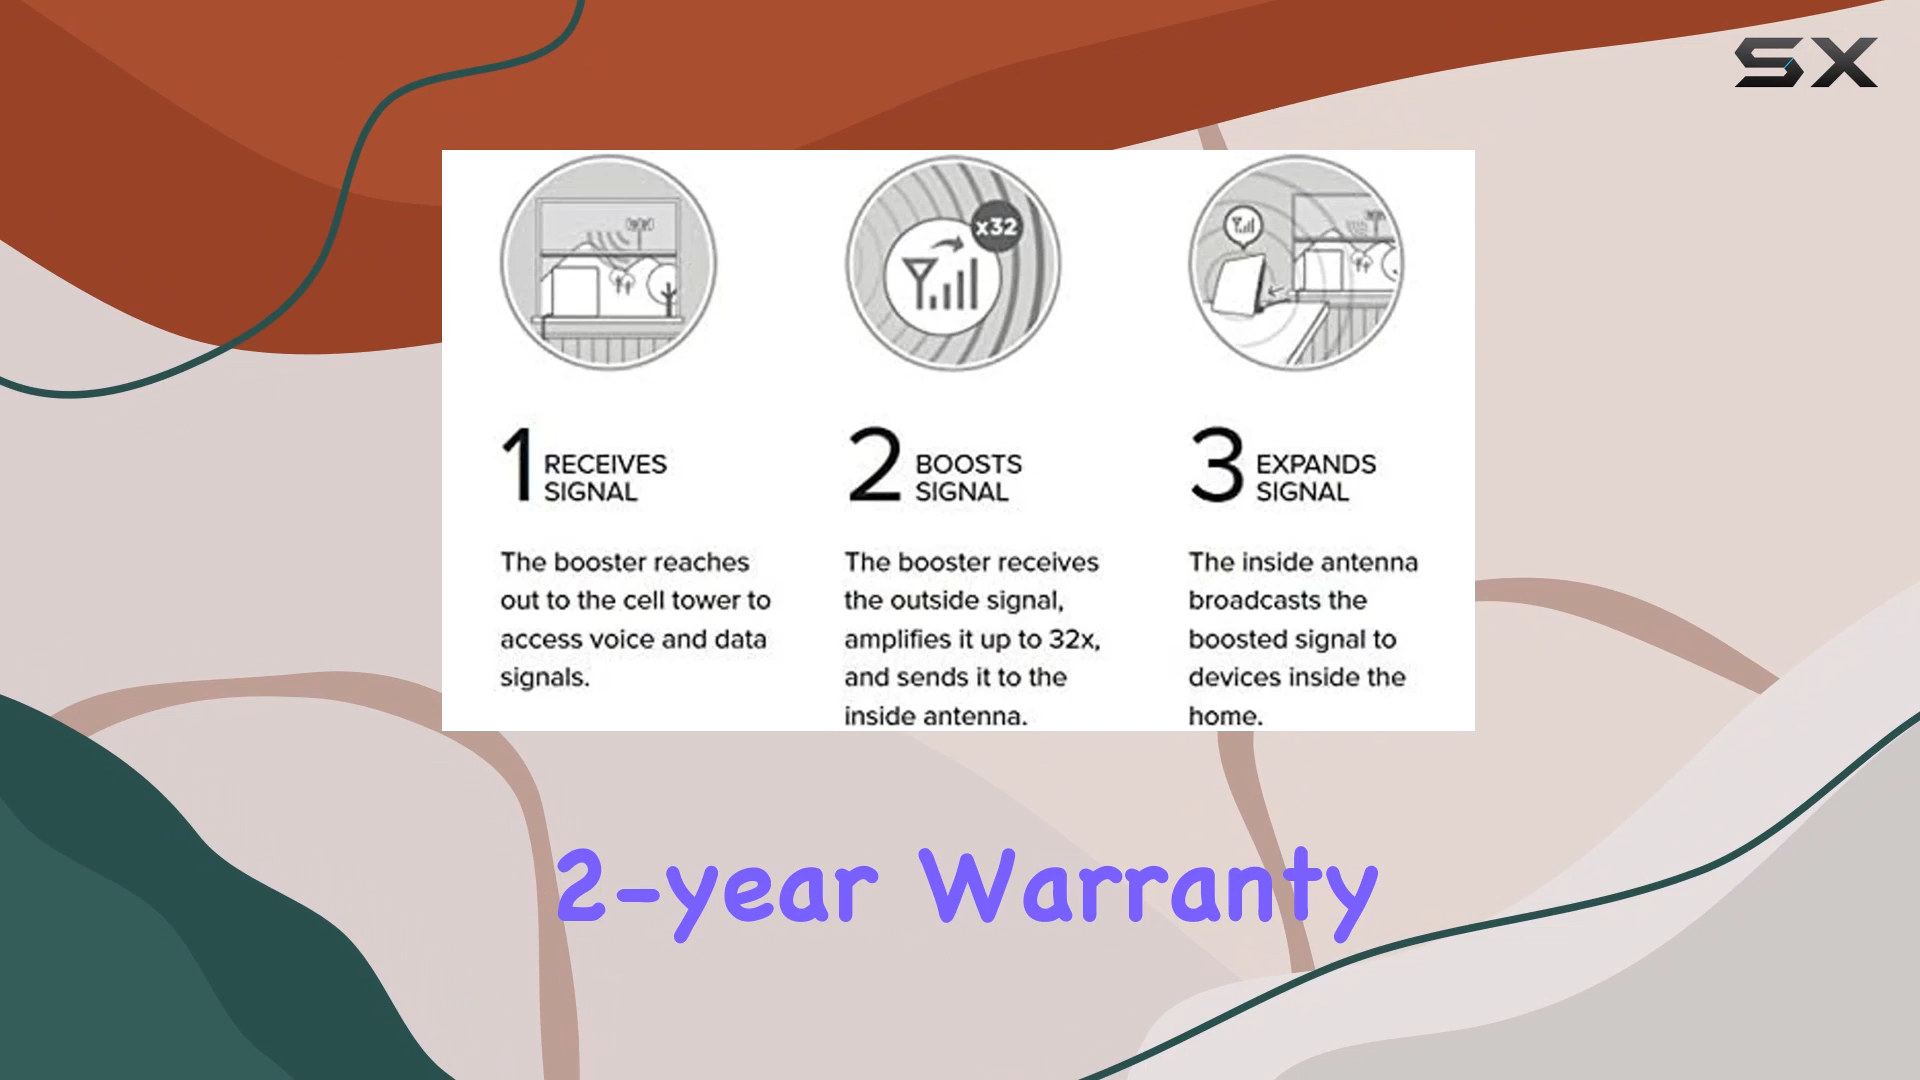 SX
x32
1 RECEIVES
SIGNAL
The booster reaches
out to the cell tower to
access voice and data
signals.
2 BOOSTS
SIGNAL
The booster receives
the outside signal,
amplifies it up to 32x,
and sends it to the
inside antenna.
3 EXPANDS
SIGNAL
The inside antenna
broadcasts the
boosted signal to
devices inside the
home.
2-year Warranty